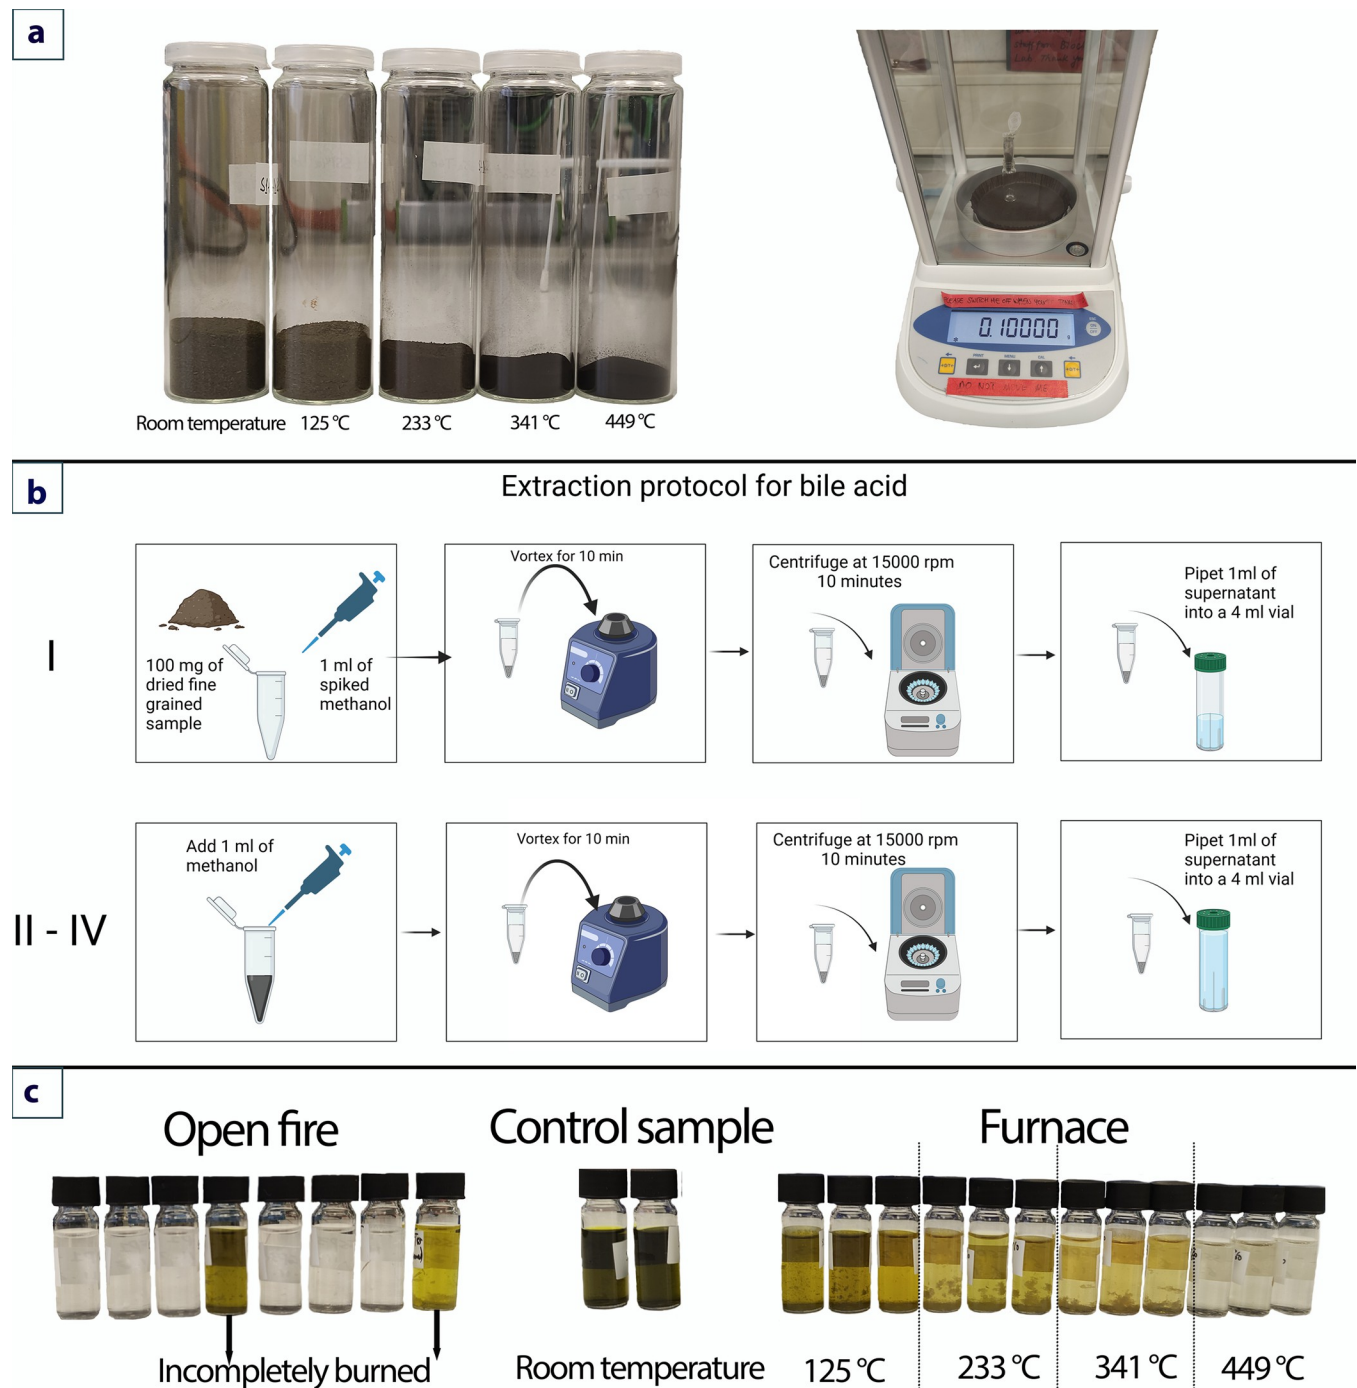 a
0.10000
g
DO NOT MOVE ME
Room temperature
125 °C
233 °C
341 °C
449 °C
b
Extraction protocol for bile acid
I
100 mg of
dried fine
grained
sample
1 ml of
spiked
methanol
Vortex for 10 min
Centrifuge at 15000 rpm
10 minutes
Pipet 1ml of
supernatant
into a 4 ml vial
II - IV
Add 1 ml of
methanol
Vortex for 10 min
Centrifuge at 15000 rpm
10 minutes
Pipet 1ml of
supernatant
into a 4 ml vial
c
Open fire
Control sample
Furnace
Incompletely burned
Room temperature
125 °C
233 °C
341 °C
449 °C